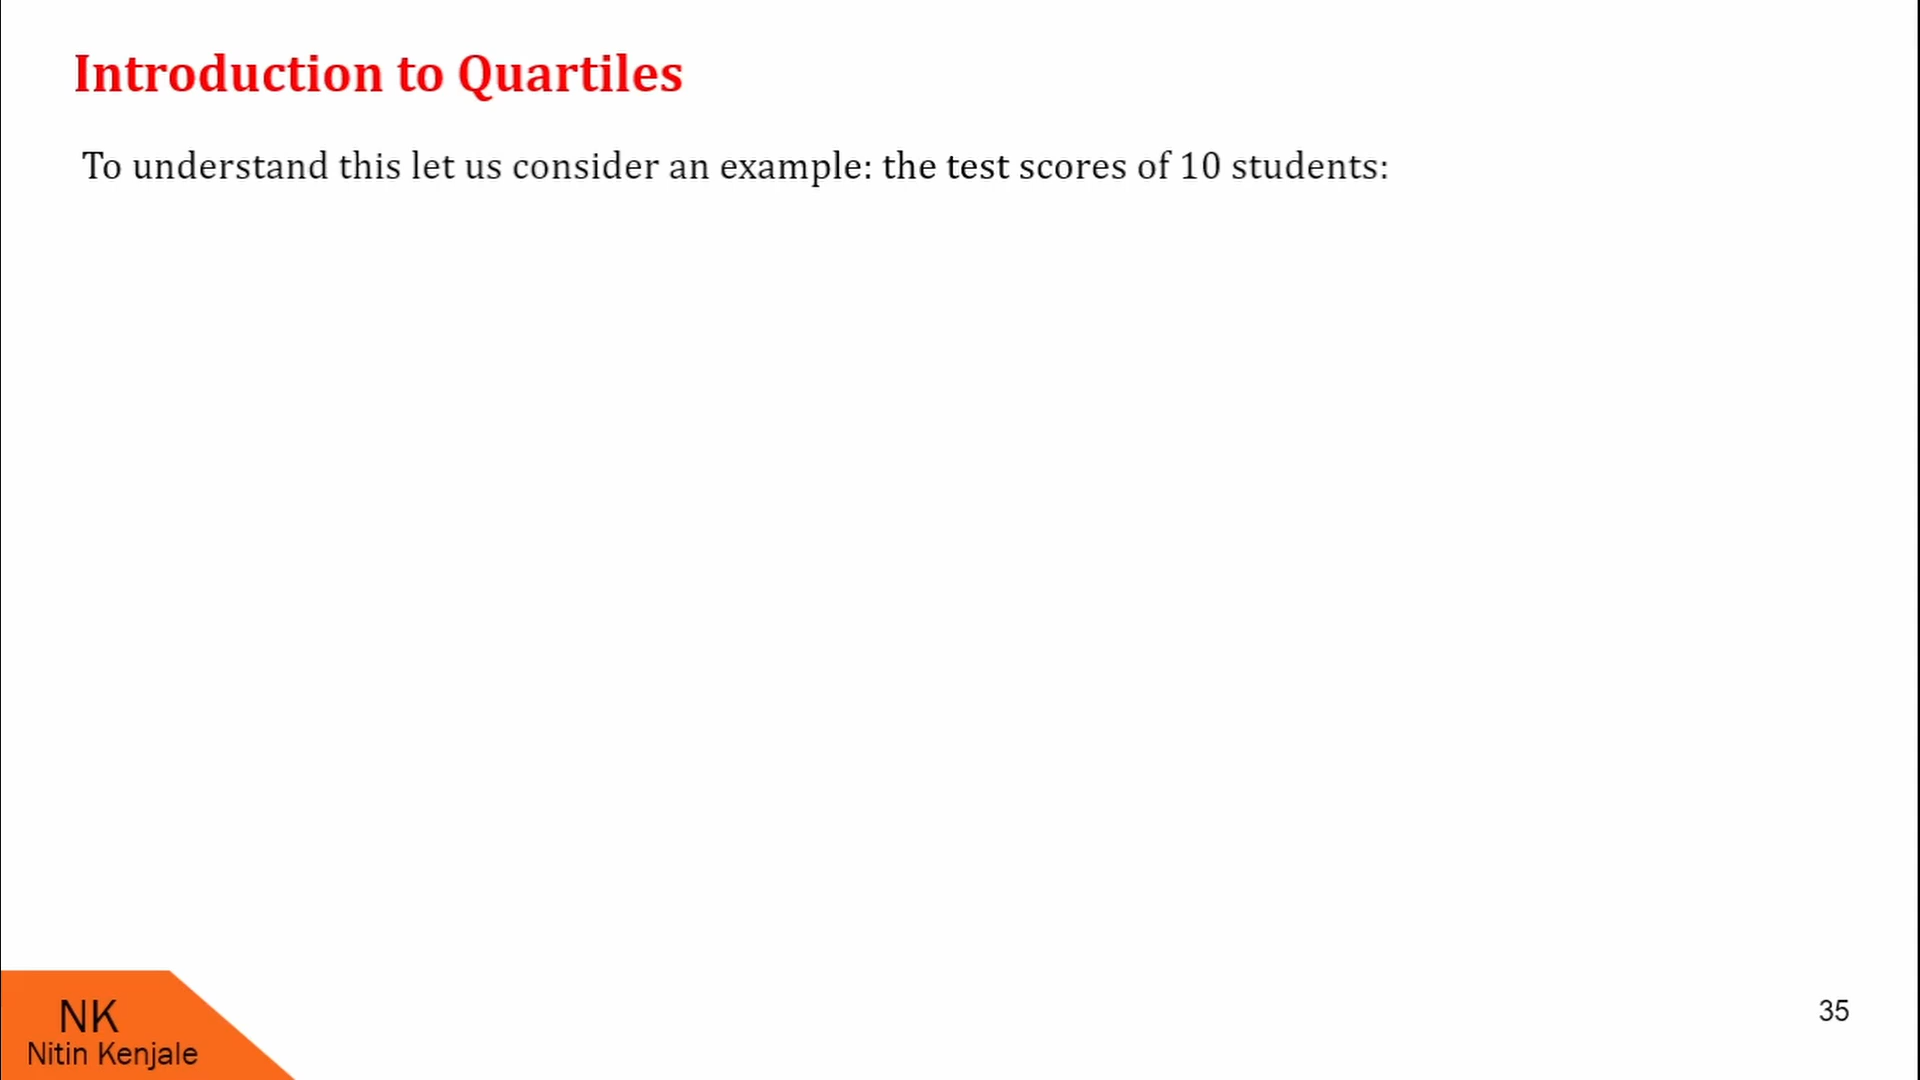 Introduction to Quartiles
To understand this let us consider an example: the test scores of 10 students:
NK
Nitin Kenjale
35